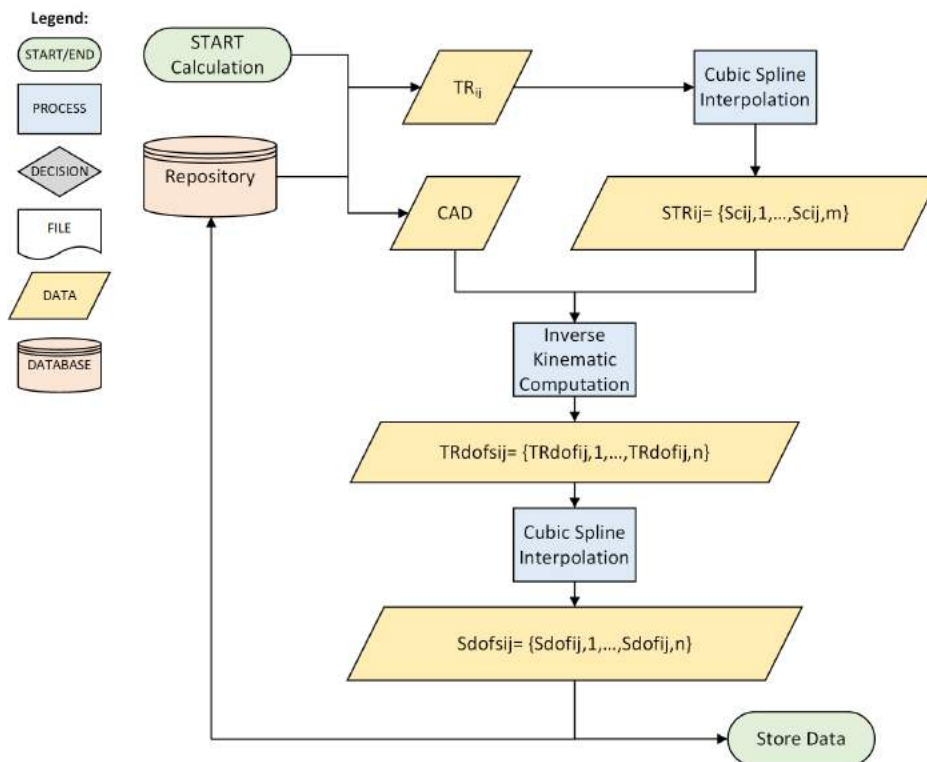 Legend:
START/END
PROCESS
DECISION
FILE
DATA
DATABASE
START
Calculation
Repository
TRij
CAD
Cubic Spline
Interpolation
STRij= {Scij,1,...,Scij,m}
Inverse
Kinematic
Computation
TRdofsij= {TRdofij,1,...,TRdofij,n}
Cubic Spline
Interpolation
Sdofsij= {Sdofij,1,...,Sdofij,n}
Store Data